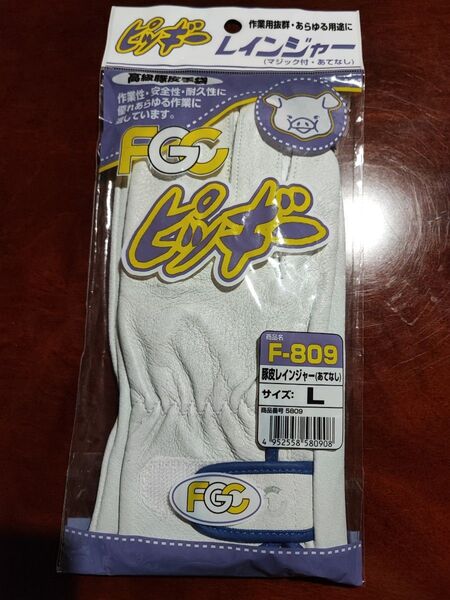 ピッギー
作業用抜群・あらゆる用途に
レインジャー
(マジック付・あてなし)
高級豚皮手袋
作業性・安全性・耐久性に
優れあらゆる作業に
適しています。
FGC
ピッギー
商品名
F-809
豚皮レインジャー(あてなし)
サイズ: L
商品番号 5809
4 952558 580908
FGC